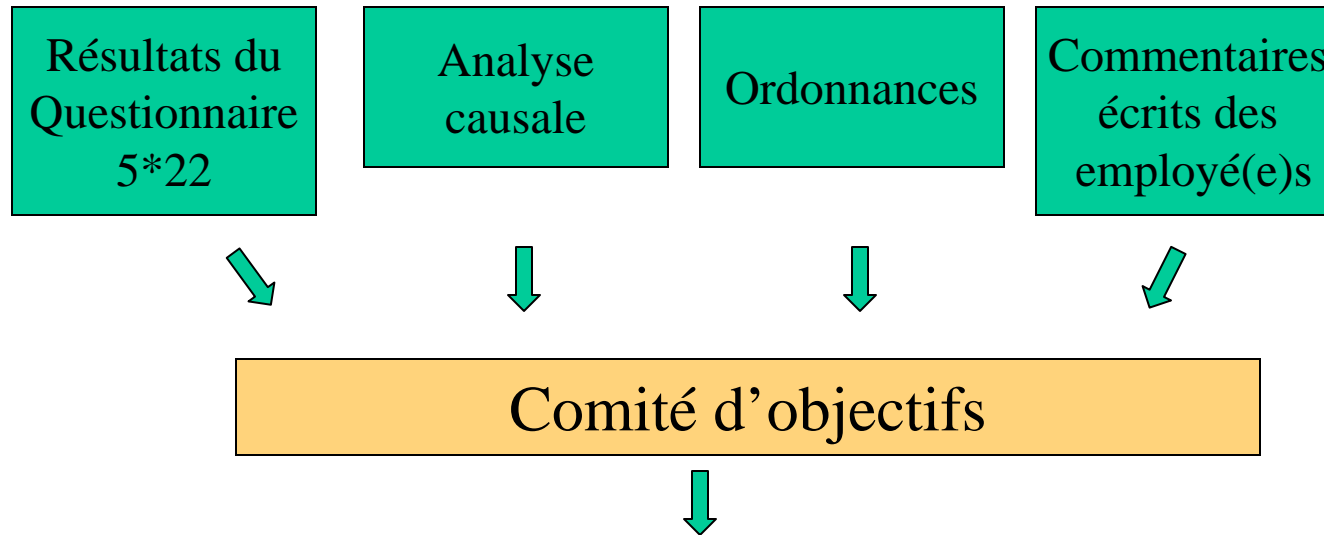 Résultats du
Questionnaire
5*22
Analyse
causale
Ordonnances
Commentaires
écrits des
employé(e)s
Comité d’objectifs